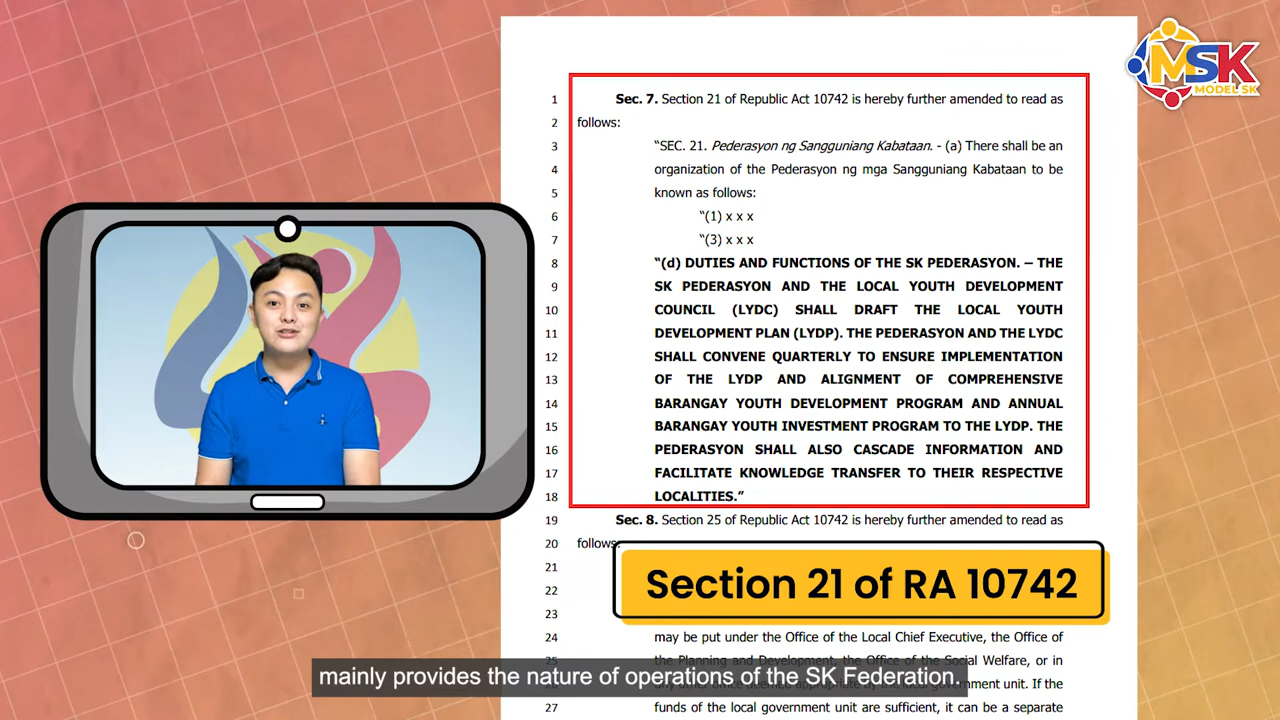 MSK
MODEL SK
1 Sec. 7. Section 21 of Republic Act 10742 is hereby further amended to read as
2 follows:
3 “SEC. 21. Pederasyon ng Sangguniang Kabataan. - (a) There shall be an
4 organization of the Pederasyon ng mga Sangguniang Kabataan to be
5 known as follows:
6 “(1) x x x
7 “(3) x x x
8 “(d) DUTIES AND FUNCTIONS OF THE SK PEDERASYON. – THE
9 SK PEDERASYON AND THE LOCAL YOUTH DEVELOPMENT
10 COUNCIL (LYDC) SHALL DRAFT THE LOCAL YOUTH
11 DEVELOPMENT PLAN (LYDP). THE PEDERASYON AND THE LYDC
12 SHALL CONVENE QUARTERLY TO ENSURE IMPLEMENTATION
13 OF THE LYDP AND ALIGNMENT OF COMPREHENSIVE
14 BARANGAY YOUTH DEVELOPMENT PROGRAM AND ANNUAL
15 BARANGAY YOUTH INVESTMENT PROGRAM TO THE LYDP. THE
16 PEDERASYON SHALL ALSO CASCADE INFORMATION AND
17 FACILITATE KNOWLEDGE TRANSFER TO THEIR RESPECTIVE
18 LOCALITIES.”
19 Sec. 8. Section 25 of Republic Act 10742 is hereby further amended to read as
20 follows:
21
22
23
Section 21 of RA 10742
24 may be put under the Office of the Local Chief Executive, the Office of
25 the Planning and Development, the Office of the Social Welfare, or in
government unit. If the
mainly provides the nature of operations of the SK Federation.
27 funds of the local government unit are sufficient, it can be a separate